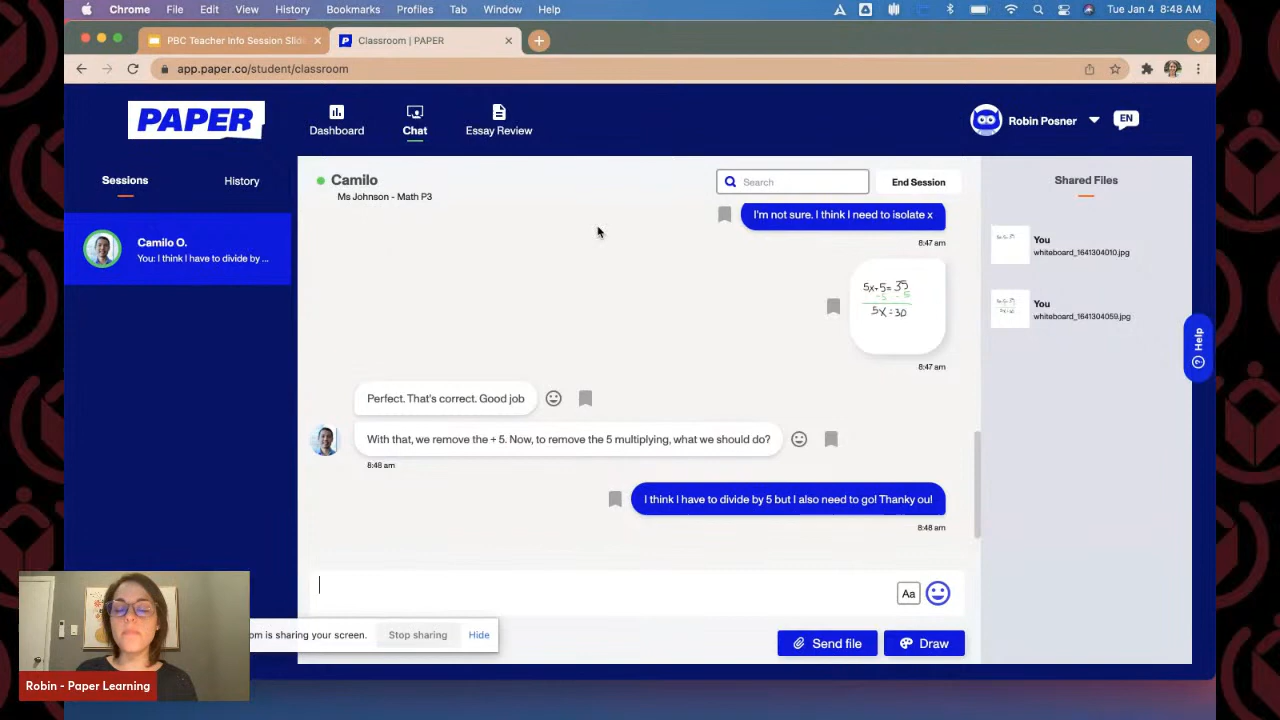 Chrome File Edit View History Bookmarks Profiles Tab Window Help Tue Jan 4 8:48 AM
PBC Teacher Info Session Slid Classroom | PAPER
app.paper.co/student/classroom
PAPER Dashboard Chat Essay Review Robin Posner EN
Sessions History
Camilo O.
You: I think I have to divide by ...
Camilo
Ms Johnson - Math P3
Search End Session
I'm not sure. I think I need to isolate x
8:47 am
5x+5=35
-5 -5
5x=30
8:47 am
Perfect. That's correct. Good job
With that, we remove the + 5. Now, to remove the 5 multiplying, what we should do?
8:48 am
I think I have to divide by 5 but I also need to go! Thanky ou!
8:48 am
Aa
Send file Draw
Shared Files
You
whiteboard_1641304010.jpg
You
whiteboard_1641304059.jpg
Help
om is sharing your screen. Stop sharing Hide
Robin - Paper Learning